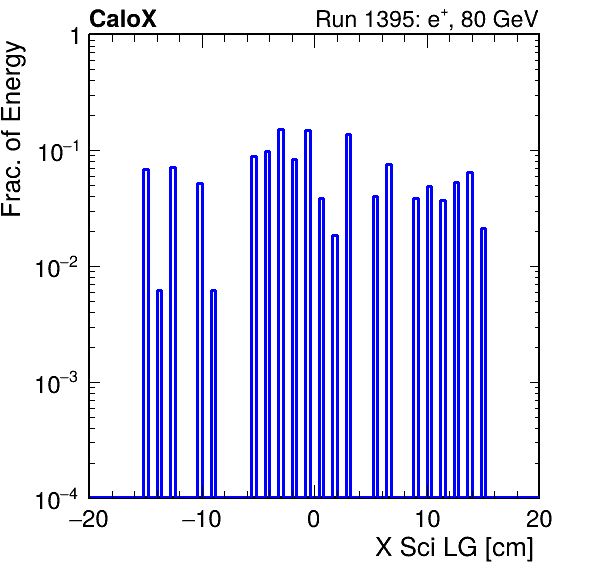 CaloX
Run 1395: e⁺, 80 GeV
Frac. of Energy
1
10⁻¹
10⁻²
10⁻³
10⁻⁴
−20
−10
0
10
20
X Sci LG [cm]